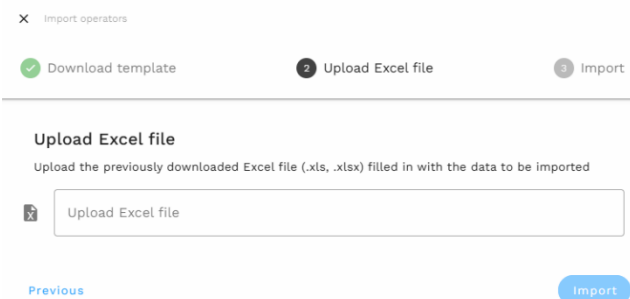 Import operators
Download template
2 Upload Excel file
3 Import
Upload Excel file
Upload the previously downloaded Excel file (.xls, .xlsx) filled in with the data to be imported
Upload Excel file
Previous
Import